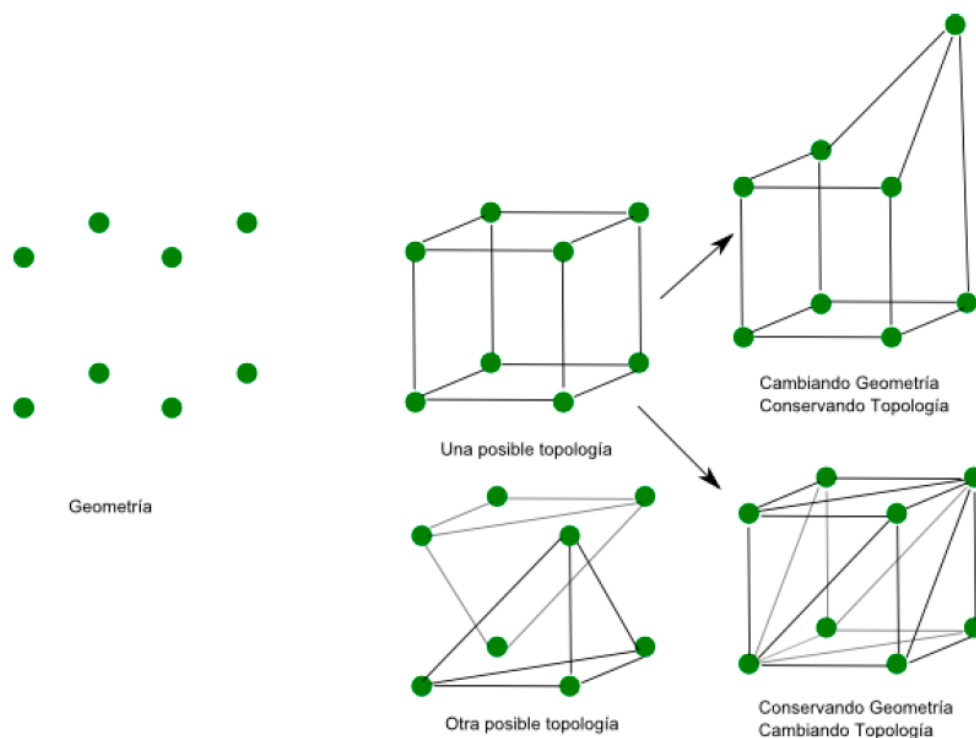 Geometría
Una posible topología
Otra posible topología
Cambiando Geometría
Conservando Topología
Conservando Geometría
Cambiando Topología